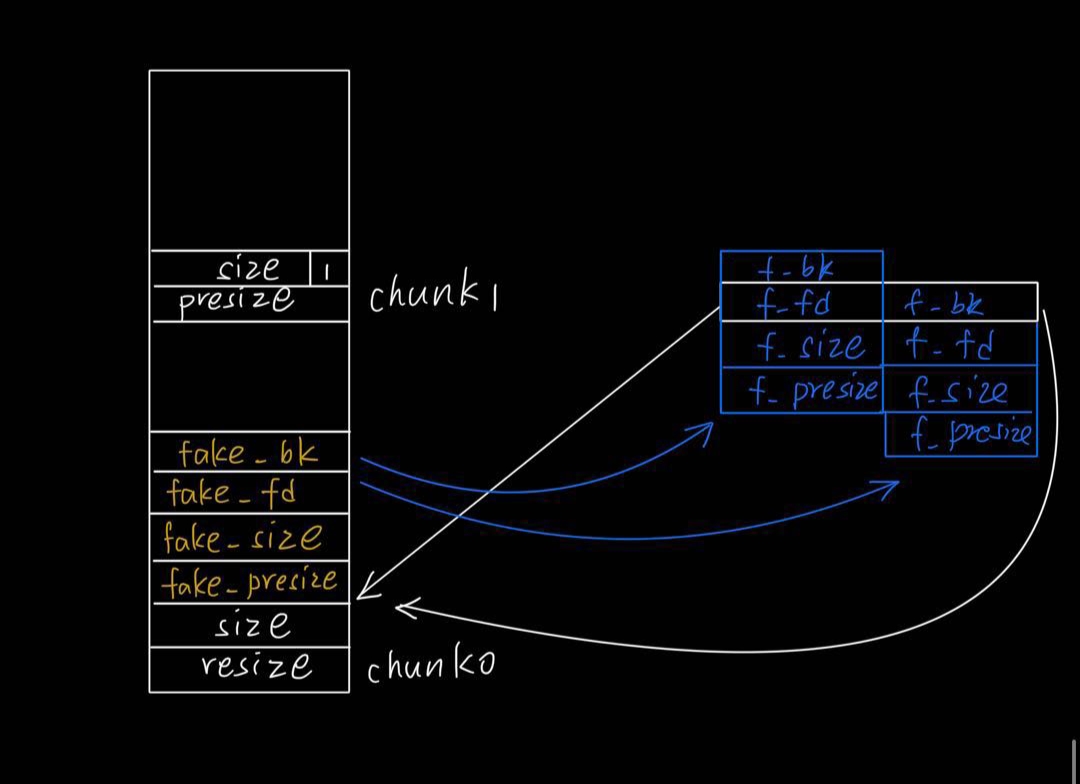 size 1
presize
chunk1
fake_bk
fake_fd
fake_size
fake_presize
size
resize
chunk0
f_bk
f_fd
f_size
f_presize
f_bk
f_fd
f_size
f_presize